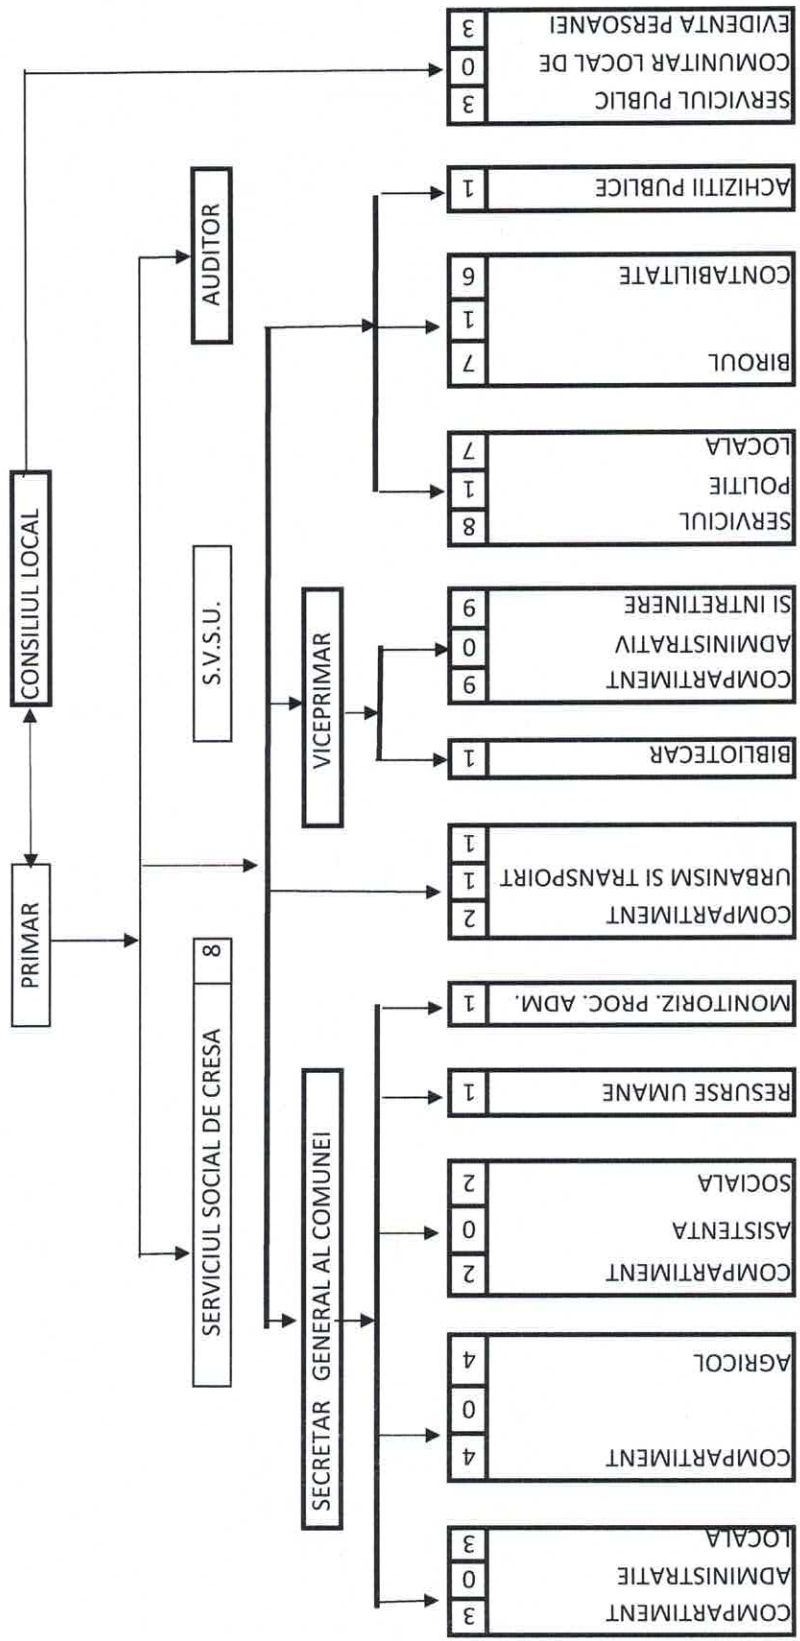 PRIMAR
CONSILIUL LOCAL
SERVICIUL SOCIAL DE CRESA 8
S.V.S.U.
AUDITOR
SECRETAR GENERAL AL COMUNEI
VICEPRIMAR
3 0 3
COMPARTIMENT
ADMINISTRATIE
LOCALA
4 0 4
COMPARTIMENT
AGRICOL
2 0 2
COMPARTIMENT
ASISTENTA
SOCIALA
1
RESURSE UMANE
1
MONITORIZ. PROC. ADM.
2 1 1
COMPARTIMENT
URBANISM SI TRANSPOIRT
1
BIBLIOTECAR
6 0 6
COMPARTIMENT
ADMINISTRATIV
SI INTRETINERE
8 1 7
SERVICIUL
POLITIE
LOCALA
7 1 6
BIROUL
CONTABILITATE
1
ACHIZITII PUBLICE
3 0 3
SERVICIUL PUBLIC
COMUNITAR LOCAL DE
EVIDENTA PERSOANEI